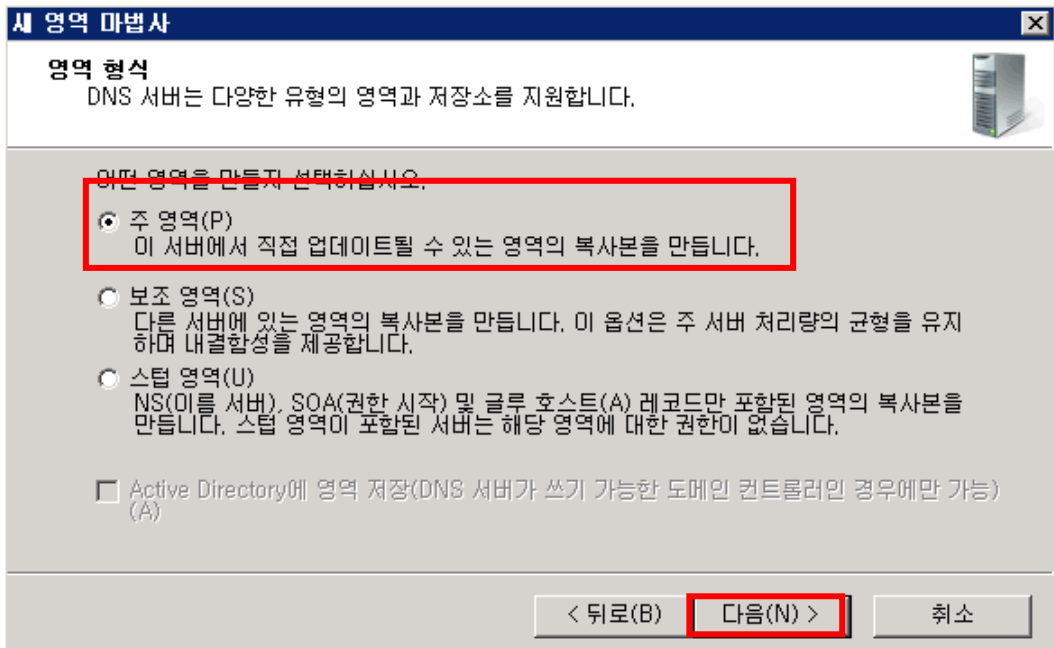 새 영역 마법사
영역 형식
DNS 서버는 다양한 유형의 영역과 저장소를 지원합니다.
어떤 영역을 만들지 선택하십시오.
주 영역(P)
이 서버에서 직접 업데이트될 수 있는 영역의 복사본을 만듭니다.
보조 영역(S)
다른 서버에 있는 영역의 복사본을 만듭니다. 이 옵션은 주 서버 처리량의 균형을 유지
하며 내결함성을 제공합니다.
스텁 영역(U)
NS(이름 서버), SOA(권한 시작) 및 글루 호스트(A) 레코드만 포함된 영역의 복사본을
만듭니다. 스텁 영역이 포함된 서버는 해당 영역에 대한 권한이 없습니다.
Active Directory에 영역 저장(DNS 서버가 쓰기 가능한 도메인 컨트롤러인 경우에만 가능)
(A)
< 뒤로(B) 다음(N) > 취소